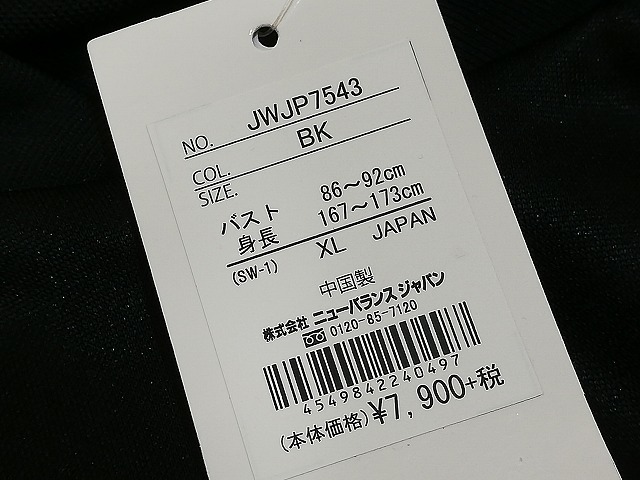 NO. JWJP7543
COL. BK
SIZE.
バスト 86～92cm
身長 167～173cm
(SW-1) XL JAPAN
中国製
株式会社 ニューバランス ジャパン
0120-85-7120
4549842240497
(本体価格)¥7,900+税